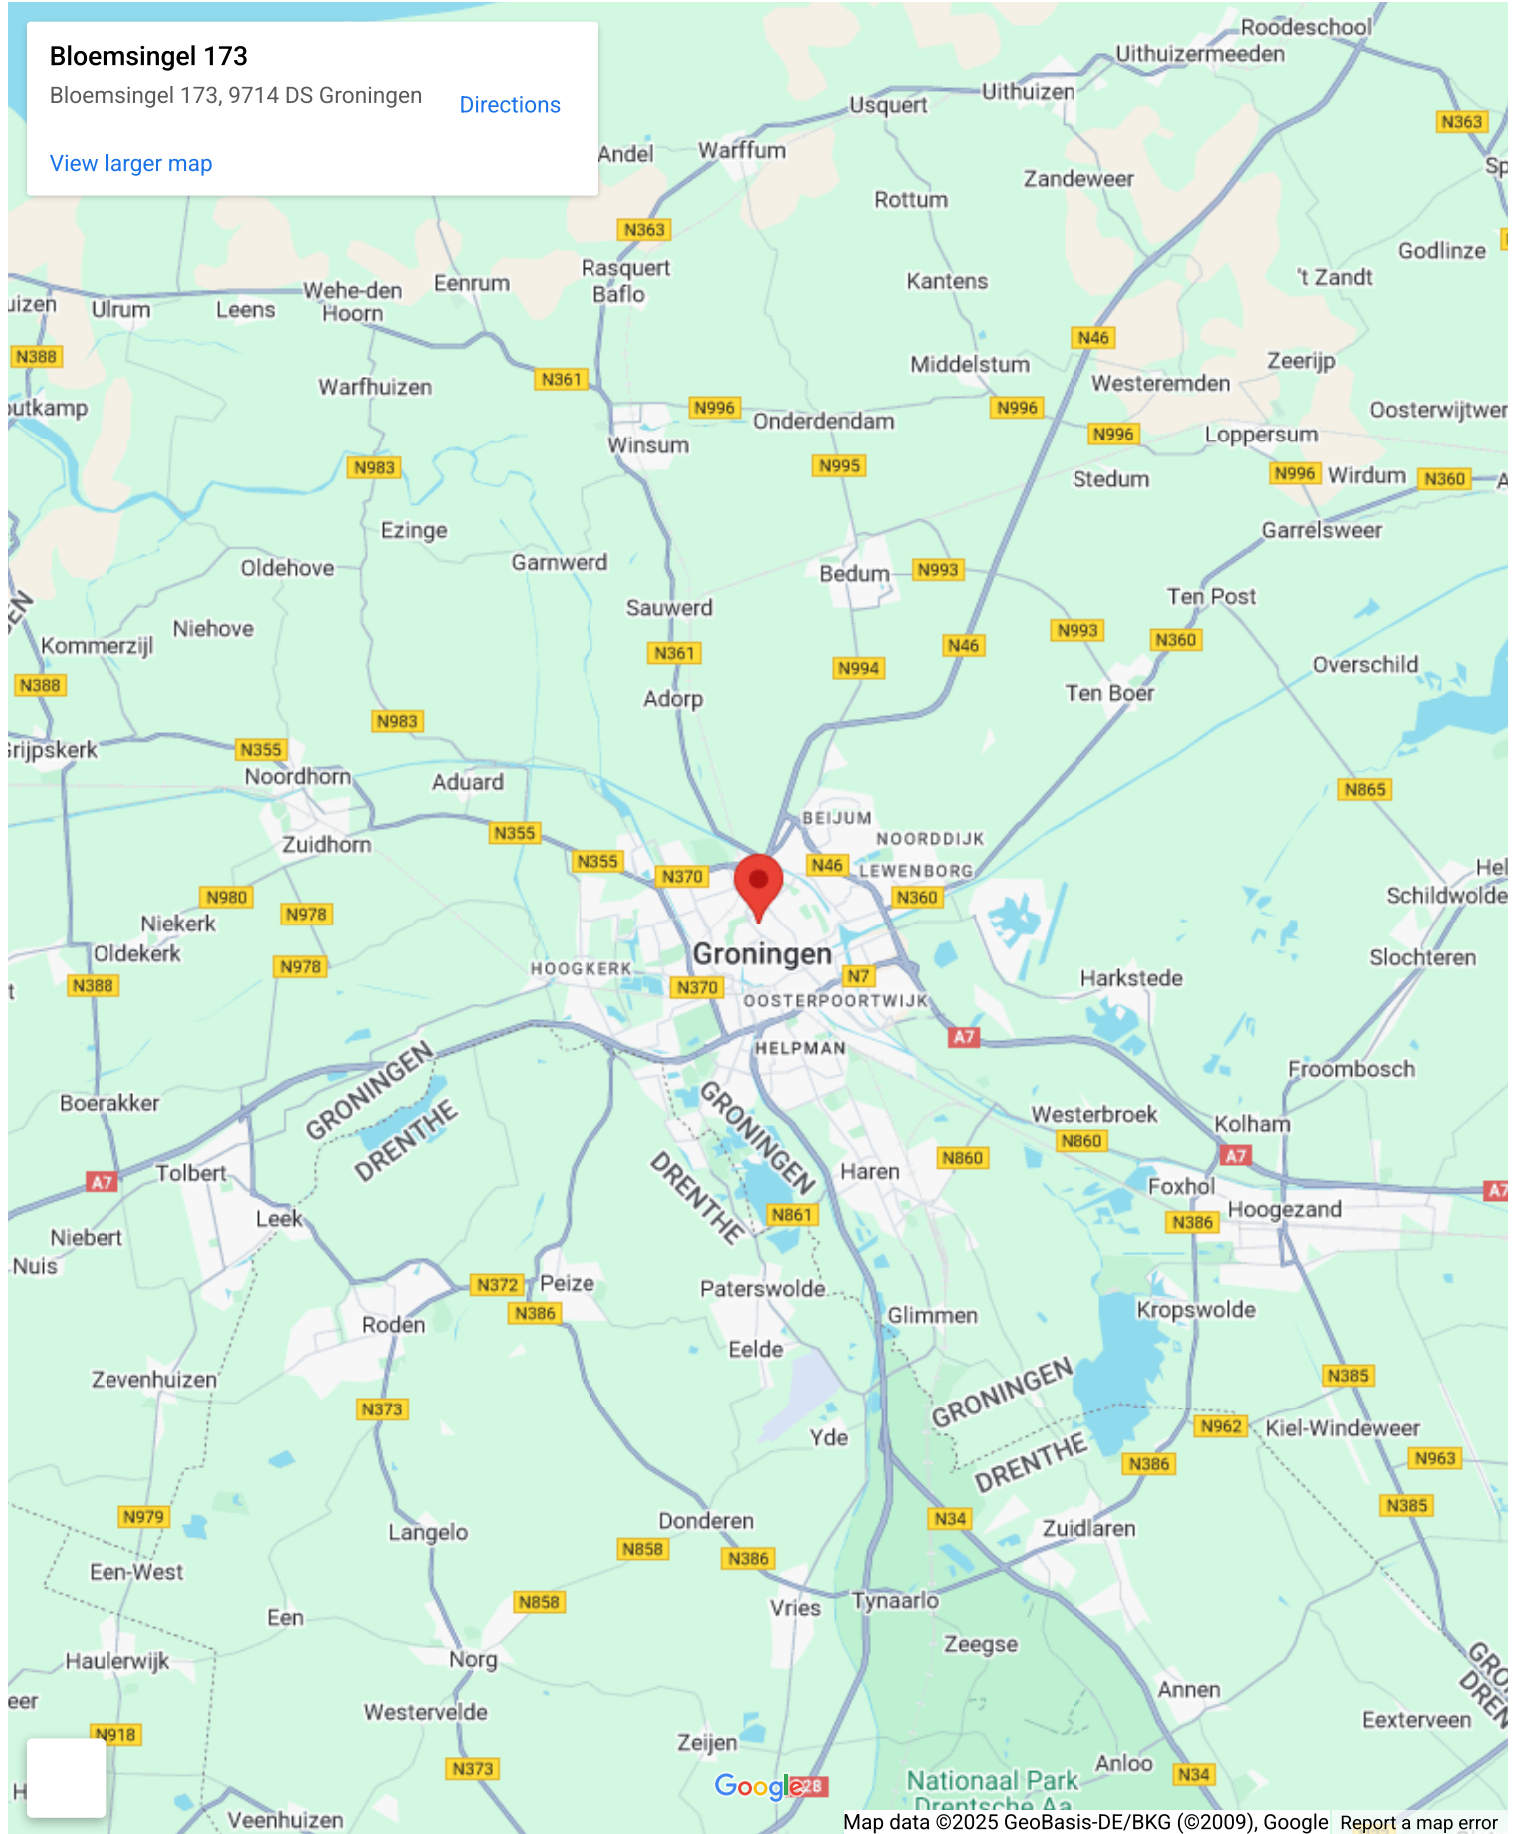 Bloemsingel 173
Bloemsingel 173, 9714 DS Groningen
Directions
View larger map
Roodeschool
Uithuizermeeden
Uithuizen
Usquert
N363
Andel
Warffum
Zandeweer
Rottum
N363
Godlinze
Rasquert
Baflo
Kantens
't Zandt
Wehe-den
Hoorn
Eenrum
Ulrum
Leens
N388
N46
Middelstum
Zeerijp
Westeremden
Warfhuizen
N361
N996
N996
Onderdendam
N996
Loppersum
Winsum
N983
N995
Stedum
N996
Wirdum
N360
Ezinge
Garrelsweer
Oldehove
Garnwerd
Bedum
N993
Ten Post
Sauwerd
Niehove
N993
N360
Kommerzijl
N361
N994
N46
Overschild
N388
Adorp
Ten Boer
N983
N355
Noordhorn
Aduard
N865
BEIJUM
N355
NOORDDIJK
Zuidhorn
N355
N370
N46
LEWENBORG
N360
Schildwolde
N980
N978
Niekerk
Oldekerk
Groningen
HOOGKERK
N978
N388
N370
N7
Harkstede
Slochteren
OOSTERPOORTWIJK
A7
HELPMAN
GRONINGEN
DRENTHE
Froombosch
Boerakker
GRONINGEN
DRENTHE
Westerbroek
N860
Kolham
A7
Tolbert
A7
Haren
N860
Foxhol
A7
Hoogezand
N386
Leek
N861
Niebert
Nuis
N372
Peize
N386
Paterswolde
Glimmen
Kropswolde
Roden
Eelde
Zevenhuizen
N373
GRONINGEN
DRENTHE
N385
N962
Kiel-Windeweer
Yde
N386
N963
N385
N979
Langelo
Donderen
N34
Zuidlaren
N858
N386
Een-West
N858
Vries
Tynaarlo
Een
Zeegse
Haulerwijk
Norg
Annen
Westervelde
Eexterveen
N918
Zeijen
N373
Anloo
N34
Google
Nationaal Park
Drentsche Aa
Veenhuizen
Map data ©2025 GeoBasis-DE/BKG (©2009), Google
Report a map error